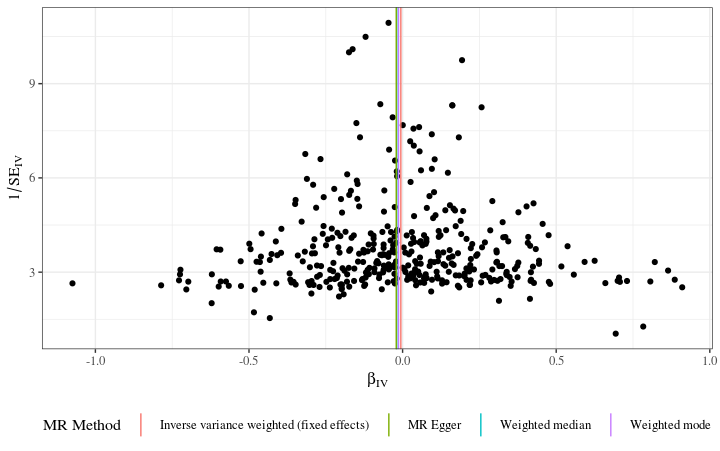 9
6
3
1/SE_IV
-1.0 -0.5 0.0 0.5 1.0
β_IV
MR Method Inverse variance weighted (fixed effects) MR Egger Weighted median Weighted mode